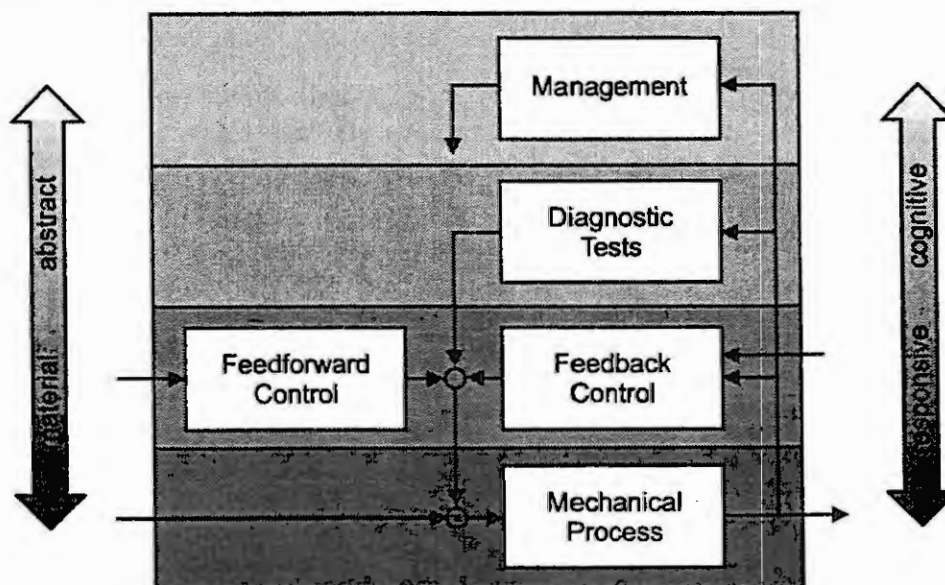 Management
Diagnostic
Tests
Feedforward
Control
Feedback
Control
Mechanical
Process
abstract
material
cognitive
responsive